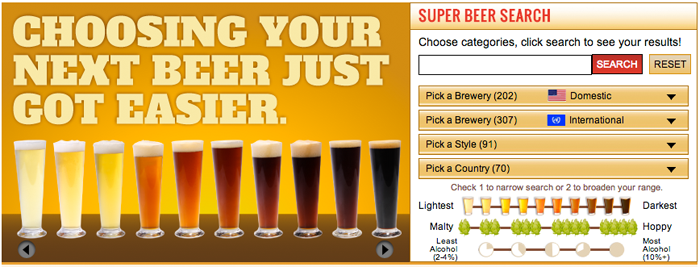 CHOOSING YOUR
NEXT BEER JUST
GOT EASIER.
SUPER BEER SEARCH
Choose categories, click search to see your results!
SEARCH RESET
Pick a Brewery (202) Domestic
Pick a Brewery (307) International
Pick a Style (91)
Pick a Country (70)
Check 1 to narrow search or 2 to broaden your range.
Lightest Darkest
Malty Hoppy
Least
Alcohol
(2-4%)
Most
Alcohol
(10%+)